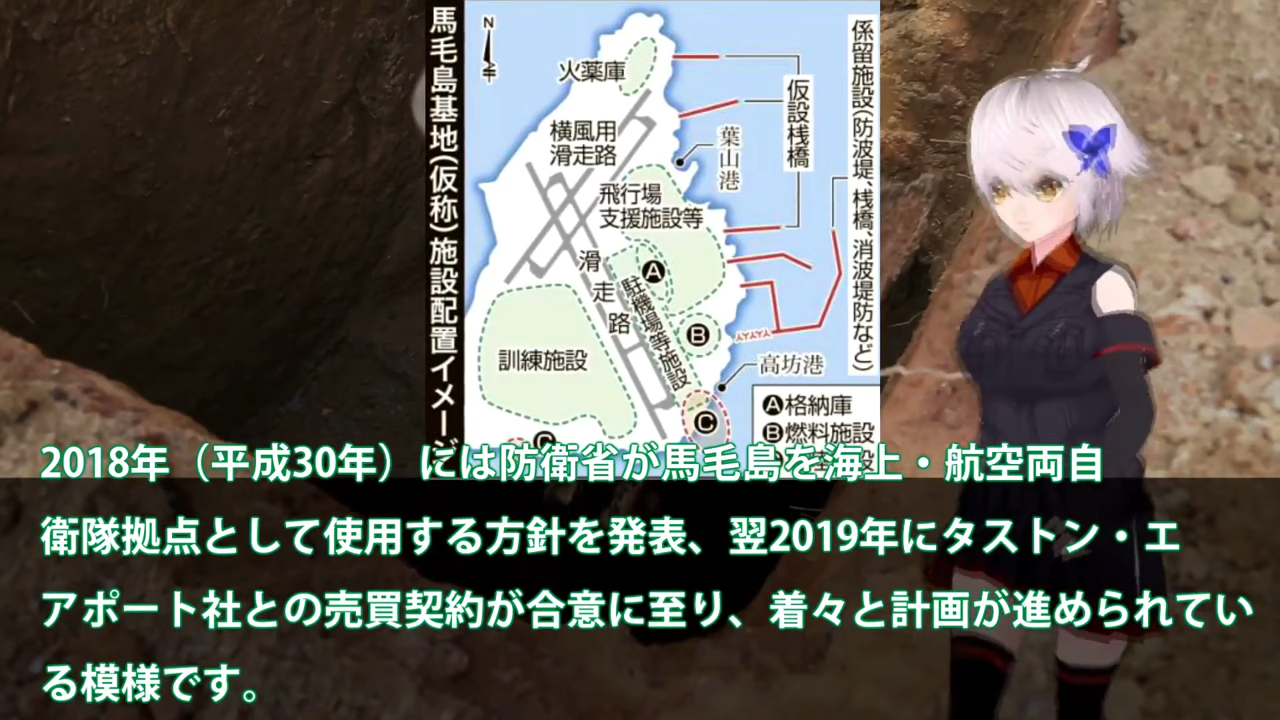 馬毛島基地(仮称)施設配置イメージ
N
火薬庫
横風用
滑走路
仮設桟橋
葉山港
係留施設(防波堤、桟橋、消波堤防など)
飛行場
支援施設等
滑走路
A
駐機場等施設
B
訓練施設
高坊港
C
C
A格納庫
B燃料施設
2018年（平成30年）には防衛省が馬毛島を海上・航空両自
衛隊拠点として使用する方針を発表、翌2019年にタストン・エ
アポート社との売買契約が合意に至り、着々と計画が進められてい
る模様です。